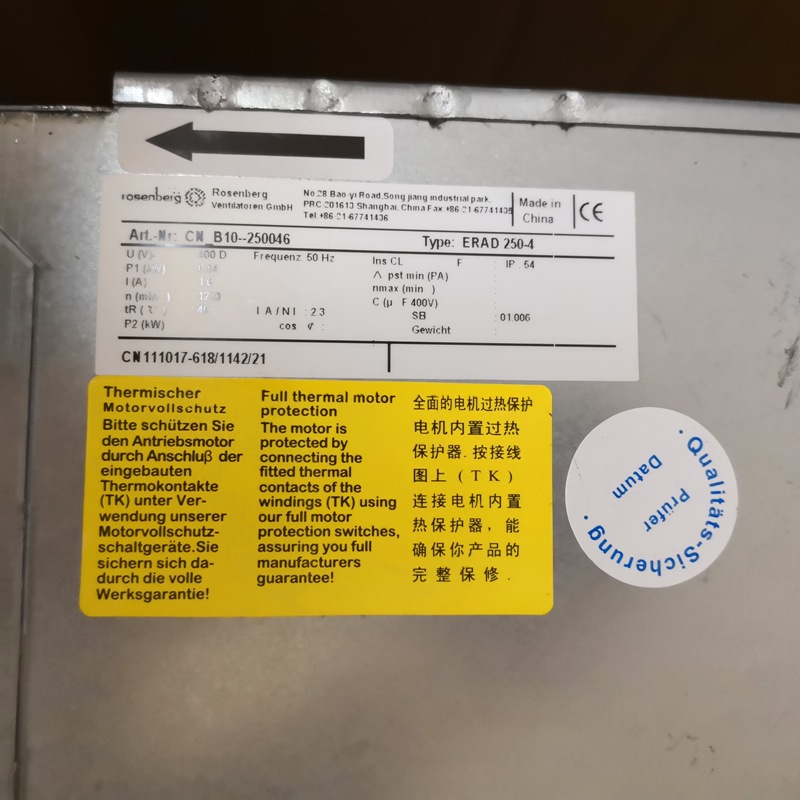 rosenberg
Rosenberg
Ventilatoren GmbH
No.28 Bao-yi Road,Song jiang industrial park.
PRC-201613 Shanghai, China Fax +86-21-67741435
Tel:+86-21-67741436
Made in
China
CE
Art.-Nr: CN B10--250046
Type: ERAD 250-4
U (V)- 400 D Frequenz: 50 Hz
P1 (kW)
I (A)
n (min
tR ( I A / N I : 2.3
P2 (kW) cos
Ins CL F IP 54
pst min (PA)
nmax (min )
C (µ F 400V)
SB : 01.006
Gewicht :
CN111017-618/1142/21
Thermischer
Motorvollschutz
Bitte schützen Sie
den Antriebsmotor
durch Anschluß der
eingebauten
Thermokontakte
(TK) unter Ver-
wendung unserer
Motorvollschutz-
schaltgeräte.Sie
sichern sich da-
durch die volle
Werksgarantie!
Full thermal motor
protection
The motor is
protected by
connecting the
fitted thermal
contacts of the
windings (TK) using
our full motor
protection switches,
assuring you full
manufacturers
guarantee!
全面的电机过热保护
电机内置过热
保护器.按接线
图上 (TK)
连接电机内置
热保护器，能
确保你产品的
完整保修.
·Qualitäts-Sicherung·
Prüfer
Datum